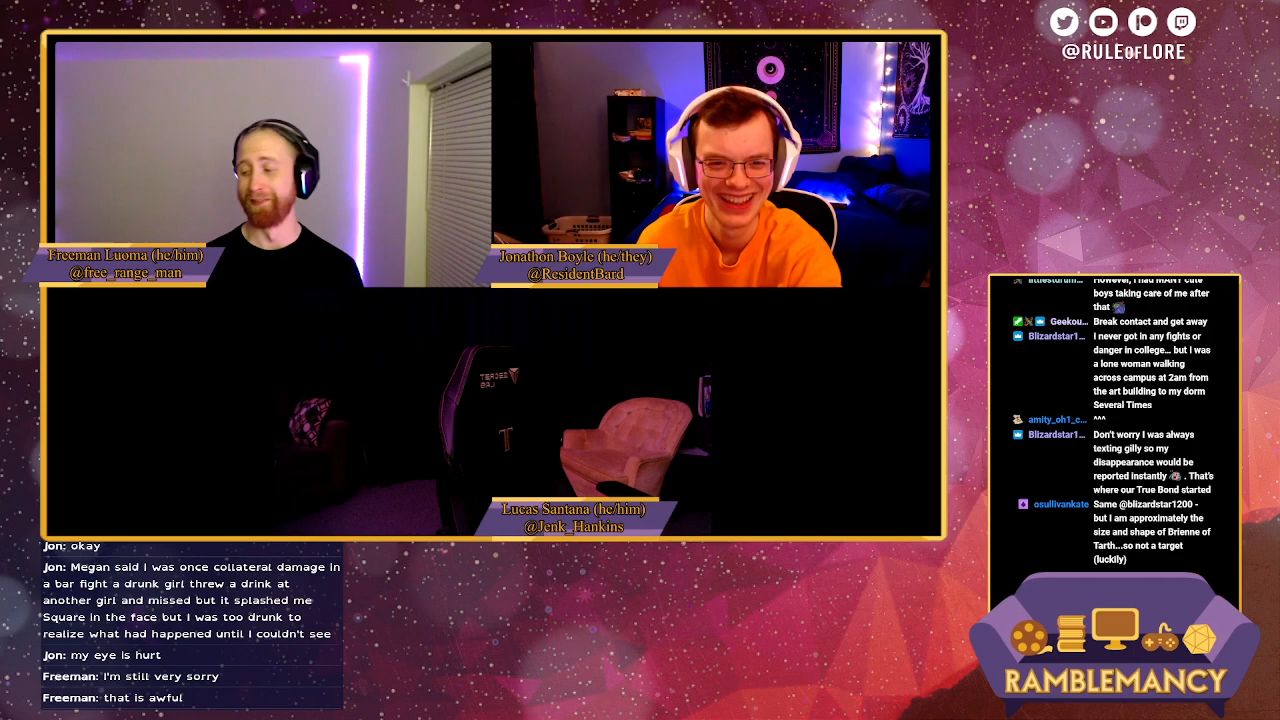 @RULEOFLORE
Freeman Luoma (he/him)
@free_range_man
Jonathon Boyle (he/they)
@ResidentBard
Lucas Santana (he/him)
@Jenk_Hankins
Jon: okay
Jon: Megan said I was once collateral damage in
a bar fight a drunk girl threw a drink at
another girl and missed but it splashed me
Square in the face but I was too drunk to
realize what had happened until I couldn't see
Jon: my eye is hurt
Freeman: I'm still very sorry
Freeman: that is awful
However, I had MANY cute
boys taking care of me after
that
Geekou... Break contact and get away
Blizardstar1... I never got in any fights or
danger in college... but I was
a lone woman walking
across campus at 2am from
the art building to my dorm
Several Times
amity_oh1_c... ^^^
Blizardstar1... Don't worry I was always
texting gilly so my
disappearance would be
reported instantly . That's
where our True Bond started
osullivankate Same @blizardstar1200 -
but I am approximately the
size and shape of Brienne of
Tarth...so not a target
(luckily)
RAMBLEMANCY